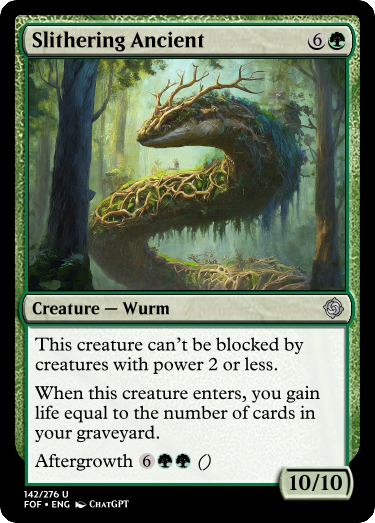 Slithering Ancient 6
Creature — Wurm
This creature can't be blocked by
creatures with power 2 or less.
When this creature enters, you gain
life equal to the number of cards in
your graveyard.
Aftergrowth 6 ()
10/10
142/276 U
FOF • ENG ChatGPT